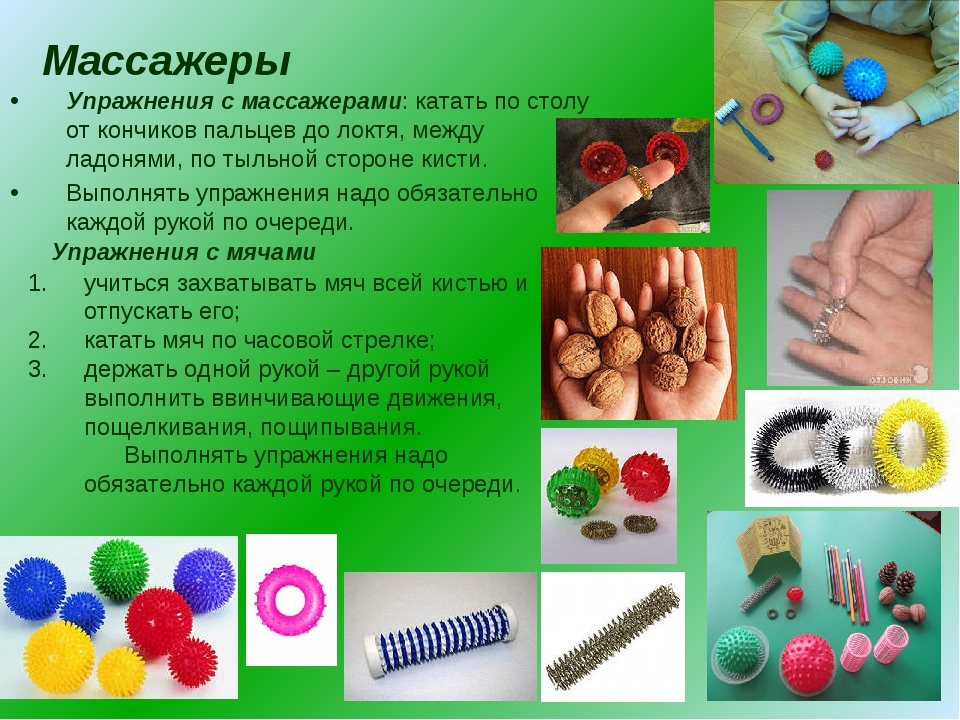 Массажеры
• Упражнения с массажерами: катать по столу
от кончиков пальцев до локтя, между
ладонями, по тыльной стороне кисти.
• Выполнять упражнения надо обязательно
каждой рукой по очереди.
Упражнения с мячами
1. учиться захватывать мяч всей кистью и
отпускать его;
2. катать мяч по часовой стрелке;
3. держать одной рукой – другой рукой
выполнить ввинчивающие движения,
пощелкивания, пощипывания.
Выполнять упражнения надо
обязательно каждой рукой по очереди.
ОТЗОВИК